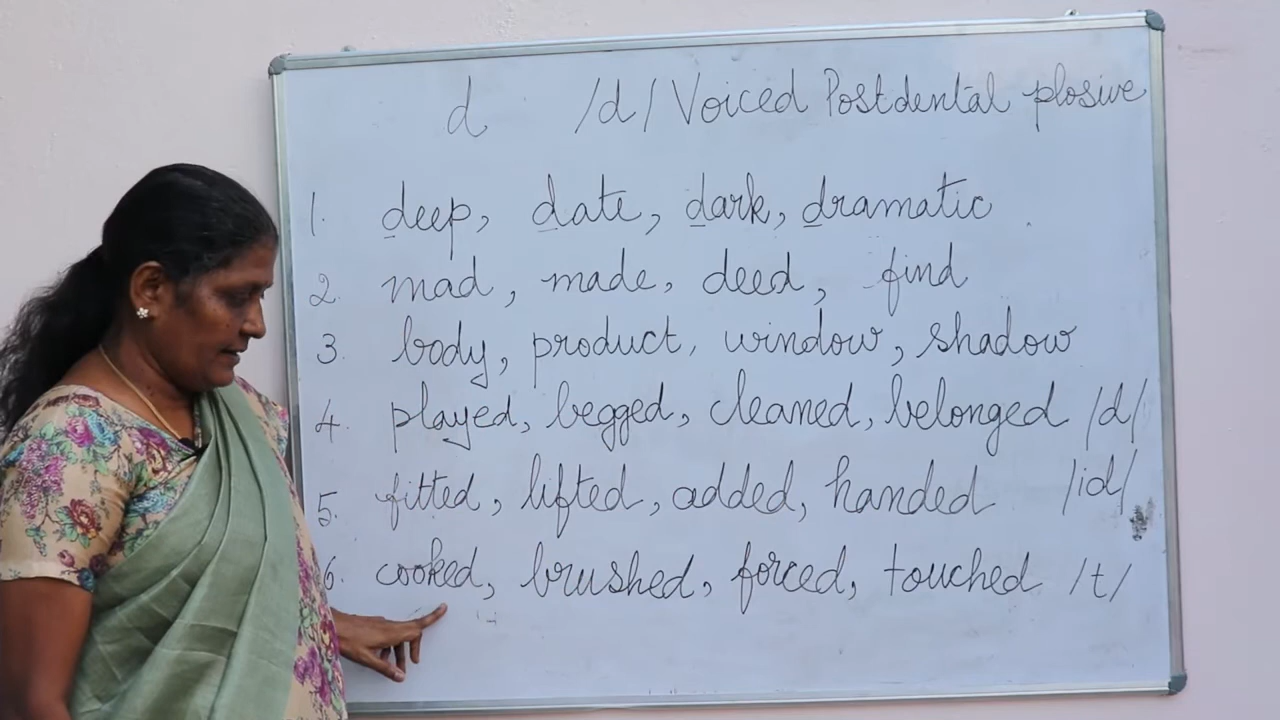 d /d/ Voiced Postdental plosive
1. deep, date, dark, dramatic.
2. mad, made, deed, find
3. body, product, window, shadow
4. played, begged, cleaned, belonged /d/
5. fitted, lifted, added, handed /id/
6. cooked, brushed, forced, touched /t/